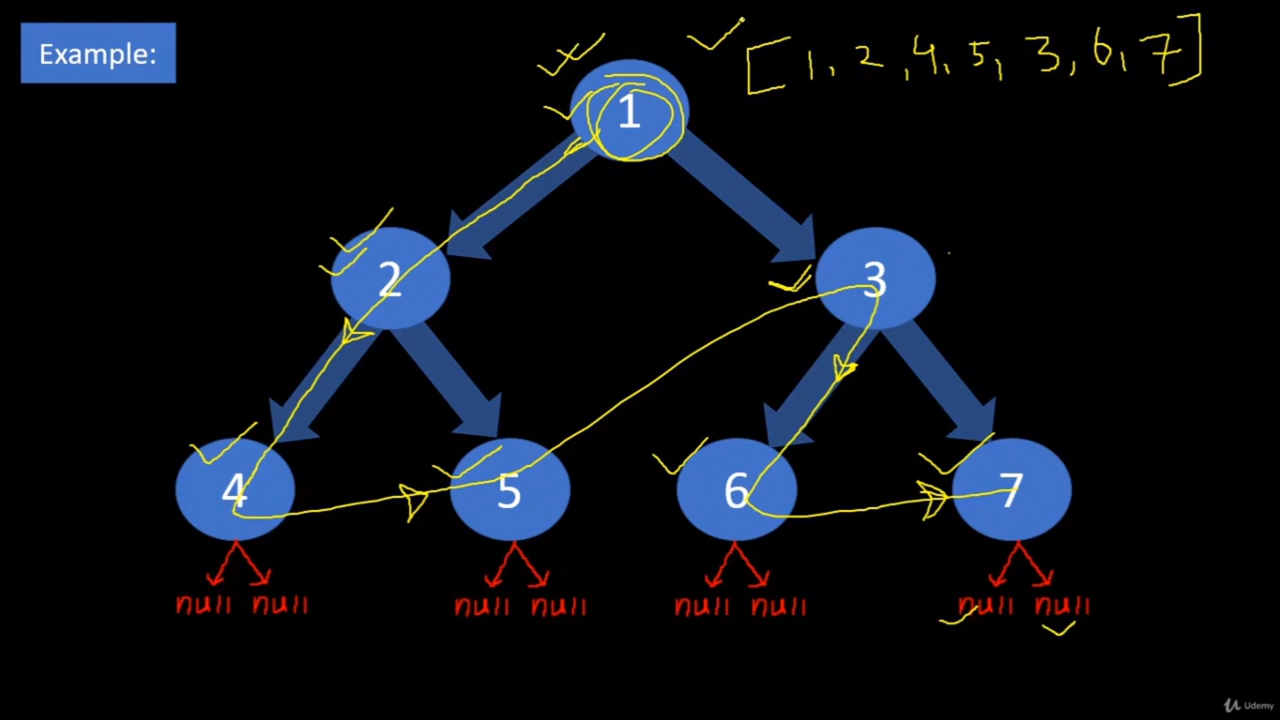 Example:
[1, 2, 4, 5, 3, 6, 7]
1
2 3
4 5 6 7
null null null null null null null null
Udemy